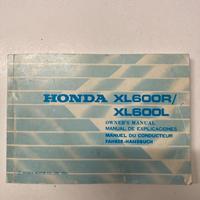 HONDA XL600R/
XL600L
OWNER'S MANUAL
MANUAL DE EXPLICACIONES
MANUEL DU CONDUCTEUR
FAHRER-HANDBUCH